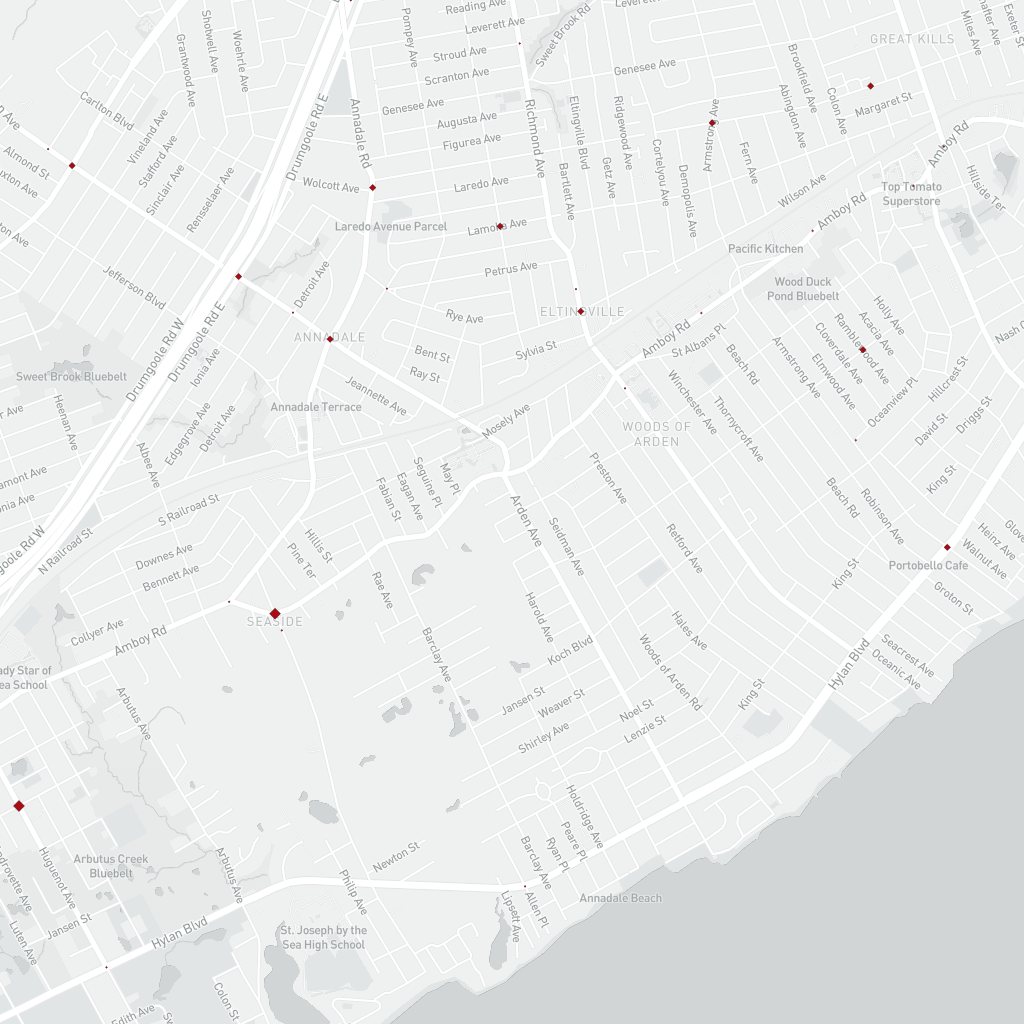 Reading Ave
Leverett Ave
Sweet Brook Rd
Leverett Ave
GREAT KILLS
Miles Ave
Exeter St
Pompey Ave
Shotwell Ave
Grantwood Ave
Woehrle Ave
Stroud Ave
Scranton Ave
Genesee Ave
Brookfield Ave
Abingdon Ave
Colon Ave
Margaret St
Carlton Blvd
Vineland Ave
Stafford Ave
Sinclair Ave
Rensselaer Ave
Drumgoole Rd E
Annadale Rd
Genesee Ave
Augusta Ave
Figurea Ave
Richmond Ave
Eltingville Blvd
Ridgewood Ave
Cortelyou Ave
Armstrong Ave
Fern Ave
Getz Ave
Demopolis Ave
Bartlett Ave
Amboy Rd
Almond St
Wolcott Ave
Laredo Ave
Wilson Ave
Amboy Rd
Top Tomato
Superstore
Hillside Ter
Laredo Avenue Parcel
Lamoka Ave
Pacific Kitchen
Petrus Ave
Jefferson Blvd
Detroit Ave
Wood Duck
Pond Bluebelt
Rye Ave
ELTINGVILLE
Amboy Rd
St Albans Pl
Holly Ave
Acacia Ave
Ramblewood Ave
Cloverdale Ave
Elmwood Ave
Armstrong Ave
Nash Ct
ANNADALE
Bent St
Ray St
Sylvia St
Beach Rd
Drumgoole Rd W
Drumgoole Rd E
Ionia Ave
Sweet Brook Bluebelt
Jeannette Ave
Winchester Ave
Thornycroft Ave
Oceanview Pl
Hillcrest St
Heenan Ave
Annadale Terrace
Edgegrove Ave
Detroit Ave
Mosely Ave
WOODS OF
ARDEN
David St
Driggs St
Albee Ave
Seguine Pl
May Pl
Eagan Ave
Fabian St
Preston Ave
King St
Beach Rd
Robinson Ave
S Railroad St
N Railroad St
Arden Ave
Seidman Ave
Retford Ave
Downes Ave
Bennett Ave
Hillis St
Pine Ter
Rae Ave
King St
Portobello Cafe
Heinz Ave
Walnut Ave
Groton St
Harold Ave
Hales Ave
SEASIDE
Collyer Ave
Amboy Rd
Barclay Ave
Koch Blvd
Woods of Arden Rd
Hylan Blvd
Seacrest Ave
Oceanic Ave
Arbutus Ave
Jansen St
Weaver St
Shirley Ave
Noel St
Lenzie St
King St
Holdridge Ave
Peare Pl
Ryan Pl
Barclay Ave
Newton St
Huguenot Ave
Arbutus Creek
Bluebelt
Arbutus Ave
Philip Ave
Lipsett Ave
Allen Pl
Annadale Beach
Jansen St
Luten Ave
Hylan Blvd
St. Joseph by the
Sea High School
Colon St
Edith Ave